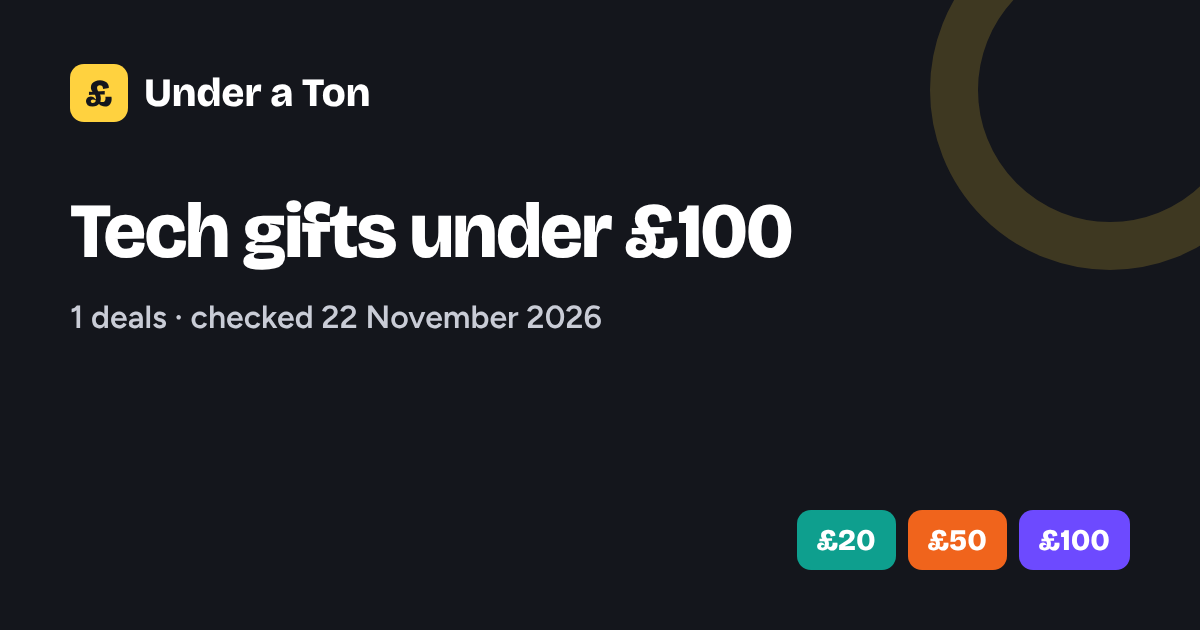 £ Under a Ton
Tech gifts under £100
1 deals · checked 22 November 2026
£20 £50 £100